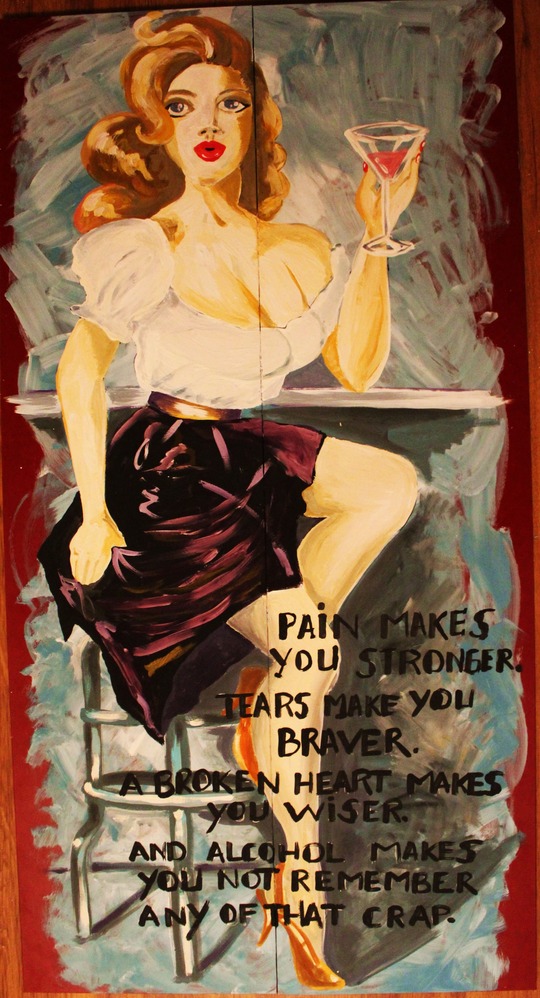 PAiN MAKES
YOU STRONGER.
TEARS MAKE YOU
BRAVER.
A BROKEN HEART MAKES
YOU WiSER.
AND ALCOHOL MAKES
YOU NOT REMEMBER
ANY OF THAT CRAP.